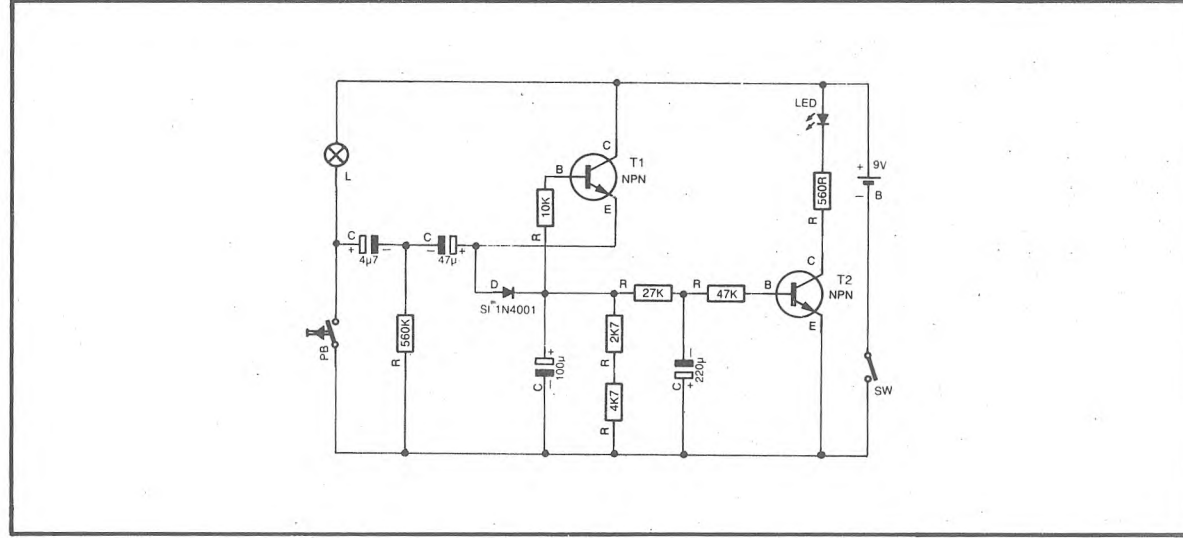 LED
C
T1
B
NPN
+ 9V
L
10K
560R
E
− B
R
R
C
C
C
+ 4µ7 −
− 47µ +
T2
D
R 27K
R 47K
B
NPN
SI 1N4001
E
PB
560K
2K7
R
+ 100µ
R
− 220µ
C −
C +
4K7
SW
R